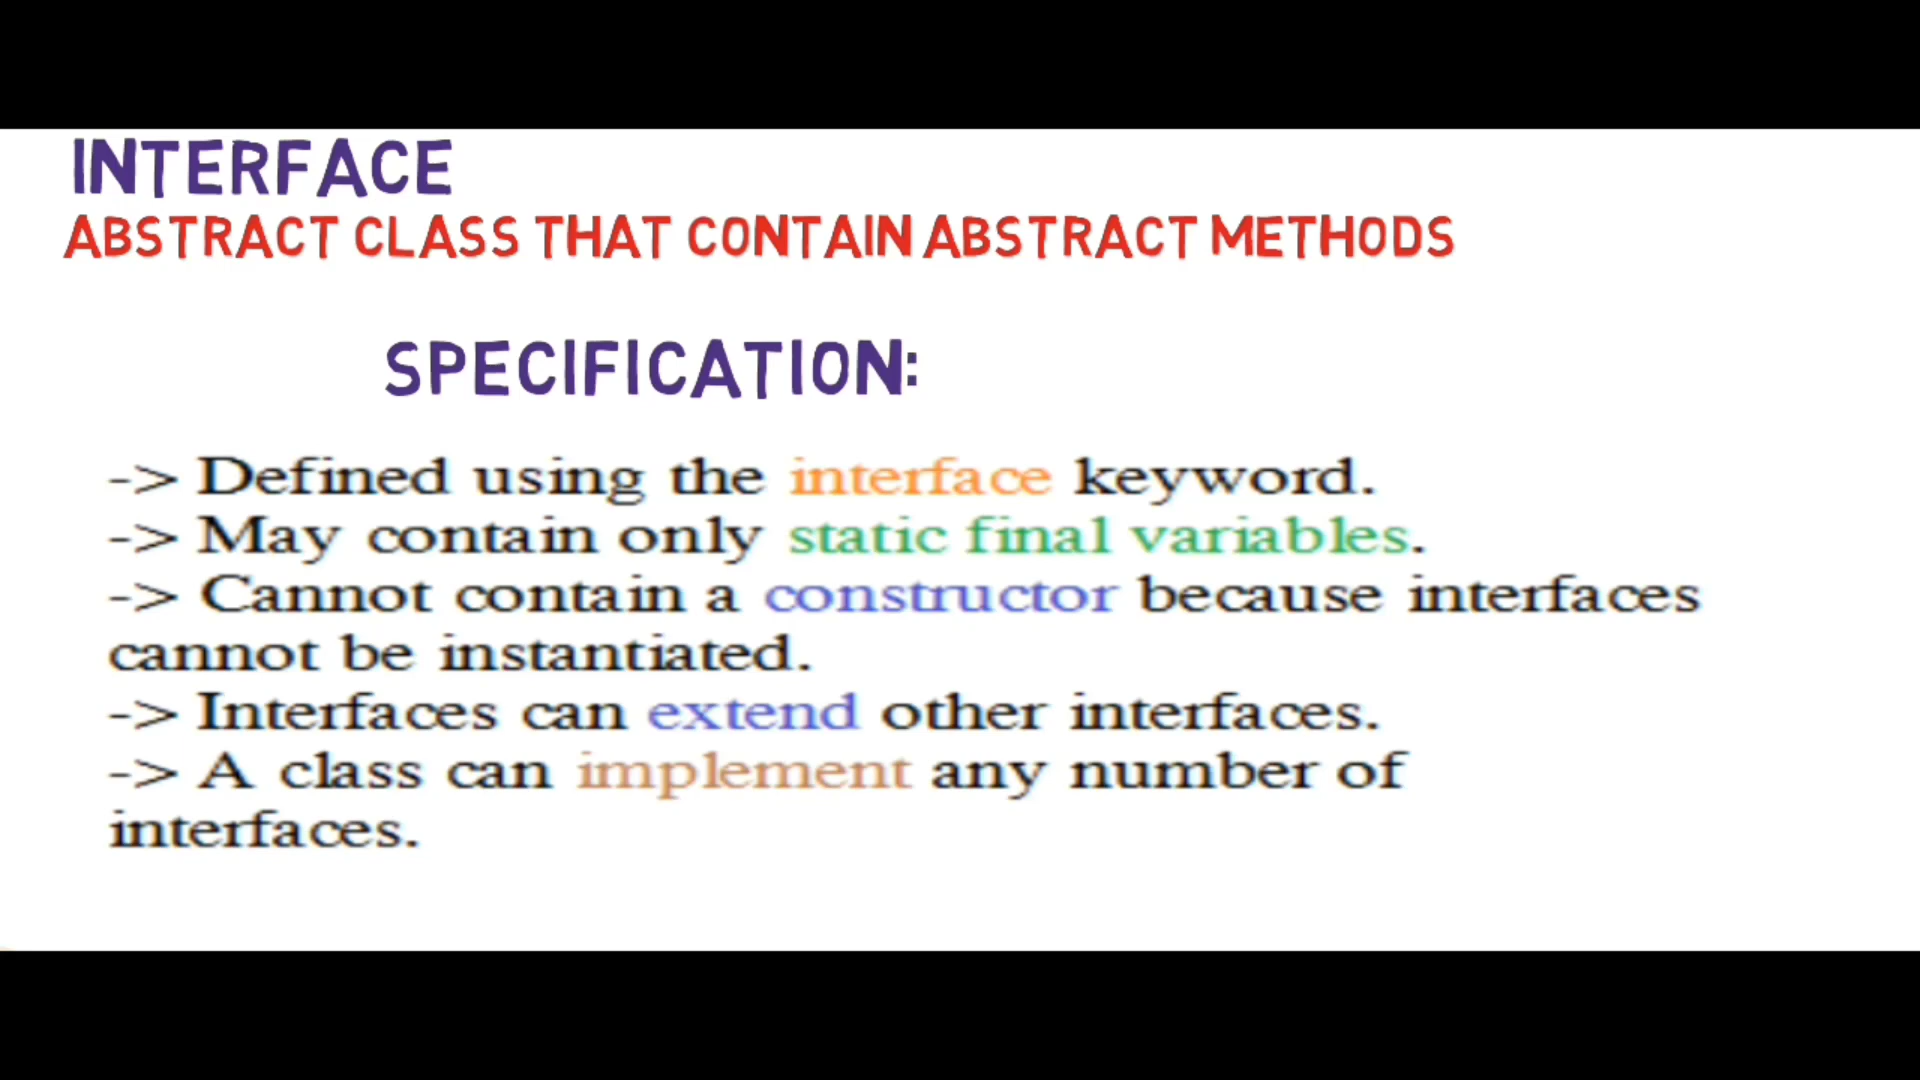 INTERFACE
ABSTRACT CLASS THAT CONTAIN ABSTRACT METHODS
SPECIFICATION:
-> Defined using the interface keyword.
-> May contain only static final variables.
-> Cannot contain a constructor because interfaces
cannot be instantiated.
-> Interfaces can extend other interfaces.
-> A class can implement any number of
interfaces.